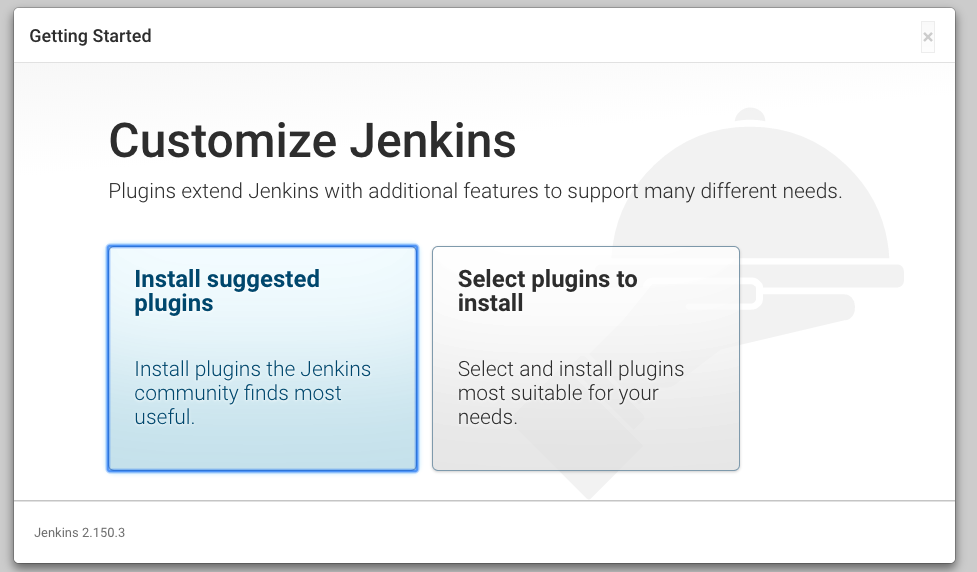 Getting Started
×
Customize Jenkins
Plugins extend Jenkins with additional features to support many different needs.
Install suggested
plugins
Install plugins the Jenkins
community finds most
useful.
Select plugins to
install
Select and install plugins
most suitable for your
needs.
Jenkins 2.150.3